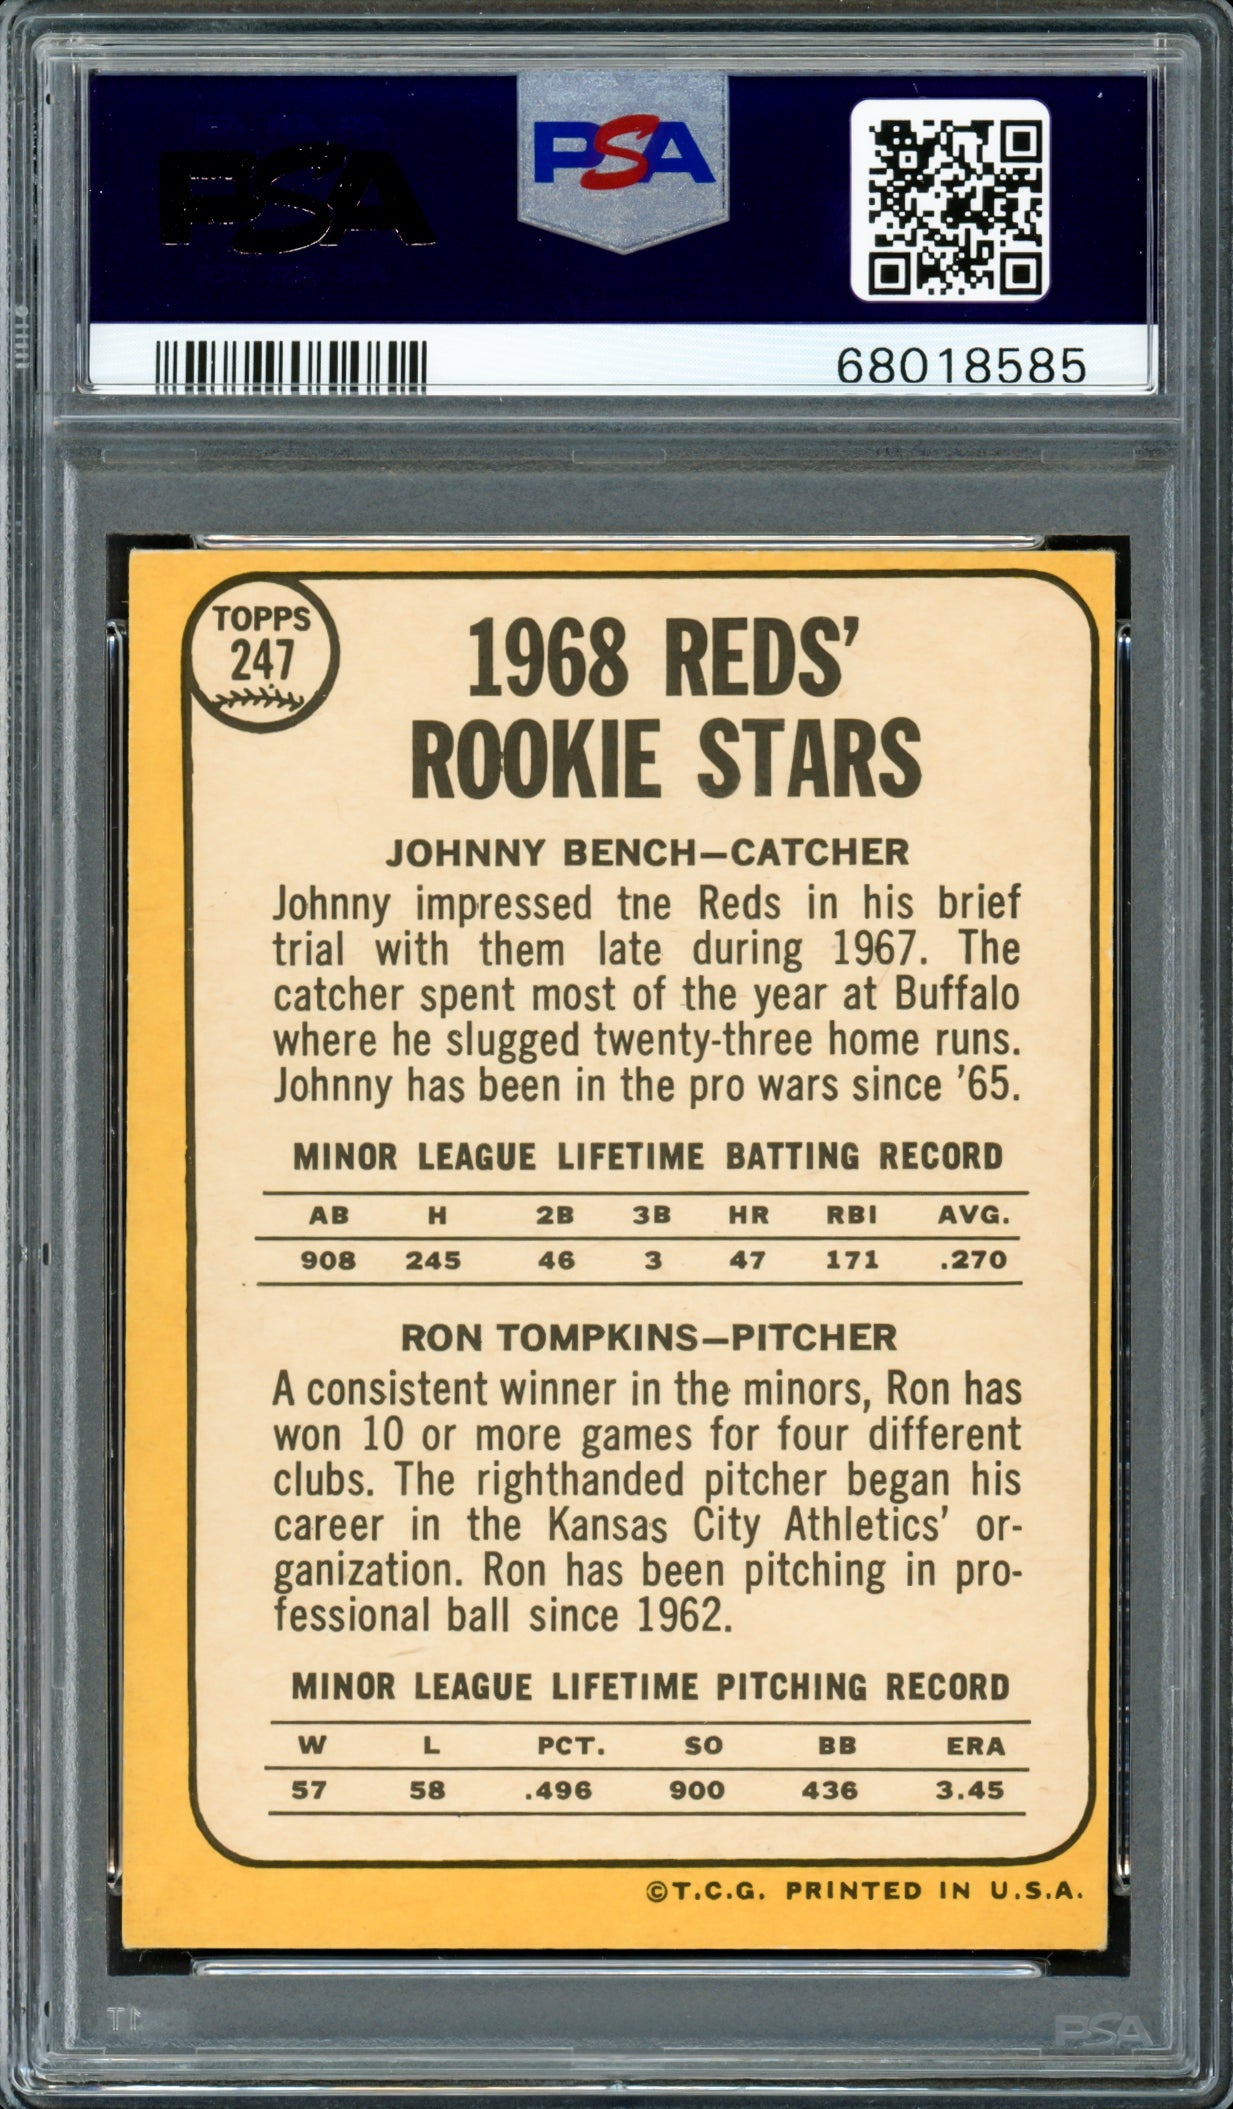 PSA
PSA
68018585
TOPPS
247
1968 REDS’
ROOKIE STARS
JOHNNY BENCH–CATCHER
Johnny impressed tne Reds in his brief
trial with them late during 1967. The
catcher spent most of the year at Buffalo
where he slugged twenty-three home runs.
Johnny has been in the pro wars since ’65.
MINOR LEAGUE LIFETIME BATTING RECORD
AB H 2B 3B HR RBI AVG.
908 245 46 3 47 171 .270
RON TOMPKINS–PITCHER
A consistent winner in the minors, Ron has
won 10 or more games for four different
clubs. The righthanded pitcher began his
career in the Kansas City Athletics’ or-
ganization. Ron has been pitching in pro-
fessional ball since 1962.
MINOR LEAGUE LIFETIME PITCHING RECORD
W L PCT. SO BB ERA
57 58 .496 900 436 3.45
©T.C.G. PRINTED IN U.S.A.
PSA